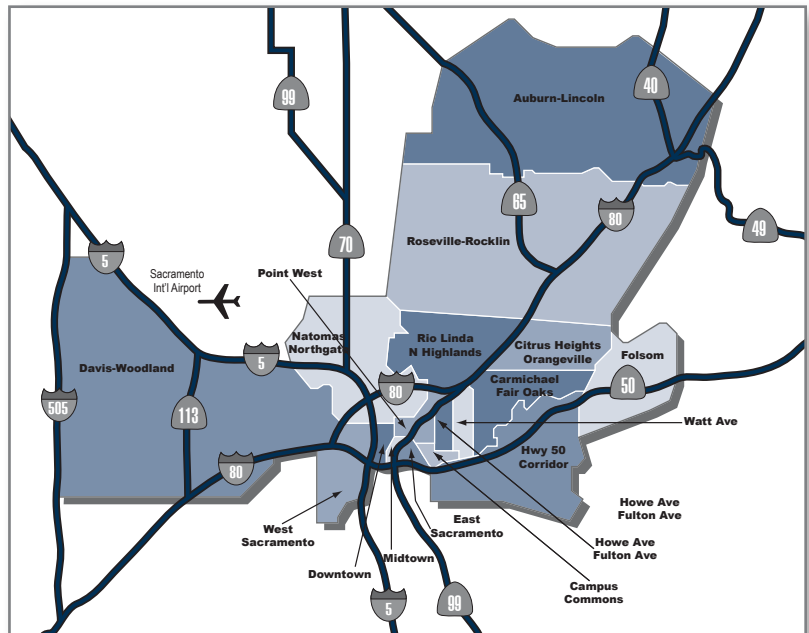 40
Auburn-Lincoln
99
65
80
49
Roseville-Rocklin
70
5
Sacramento
Int'l Airport
Point West
Natomas
Northgate
Rio Linda
N Highlands
Citrus Heights
Orangeville
Folsom
5
Davis-Woodland
80
Carmichael
Fair Oaks
50
505
113
Watt Ave
Hwy 50
Corridor
80
Howe Ave
Fulton Ave
West
Sacramento
East
Sacramento
Howe Ave
Fulton Ave
Midtown
Downtown
Campus
Commons
5
99